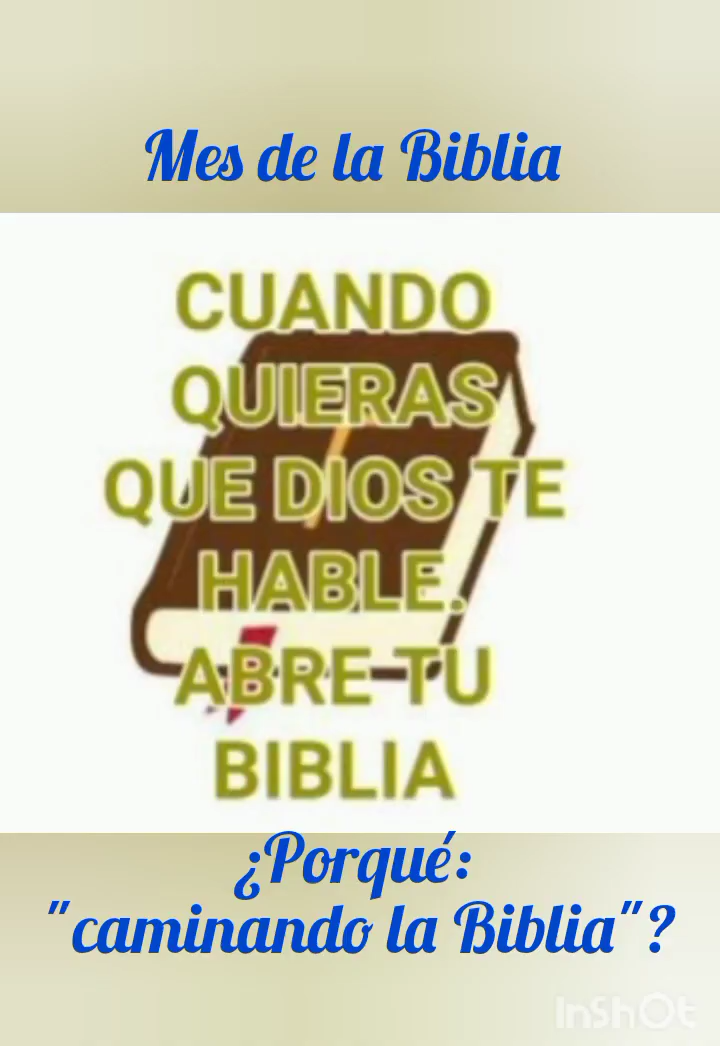 Mes de la Biblia
CUANDO
QUIERAS
QUE DIOS TE
HABLE.
ABRE TU
BIBLIA
¿Porqué:
"caminando la Biblia"?
InShOt